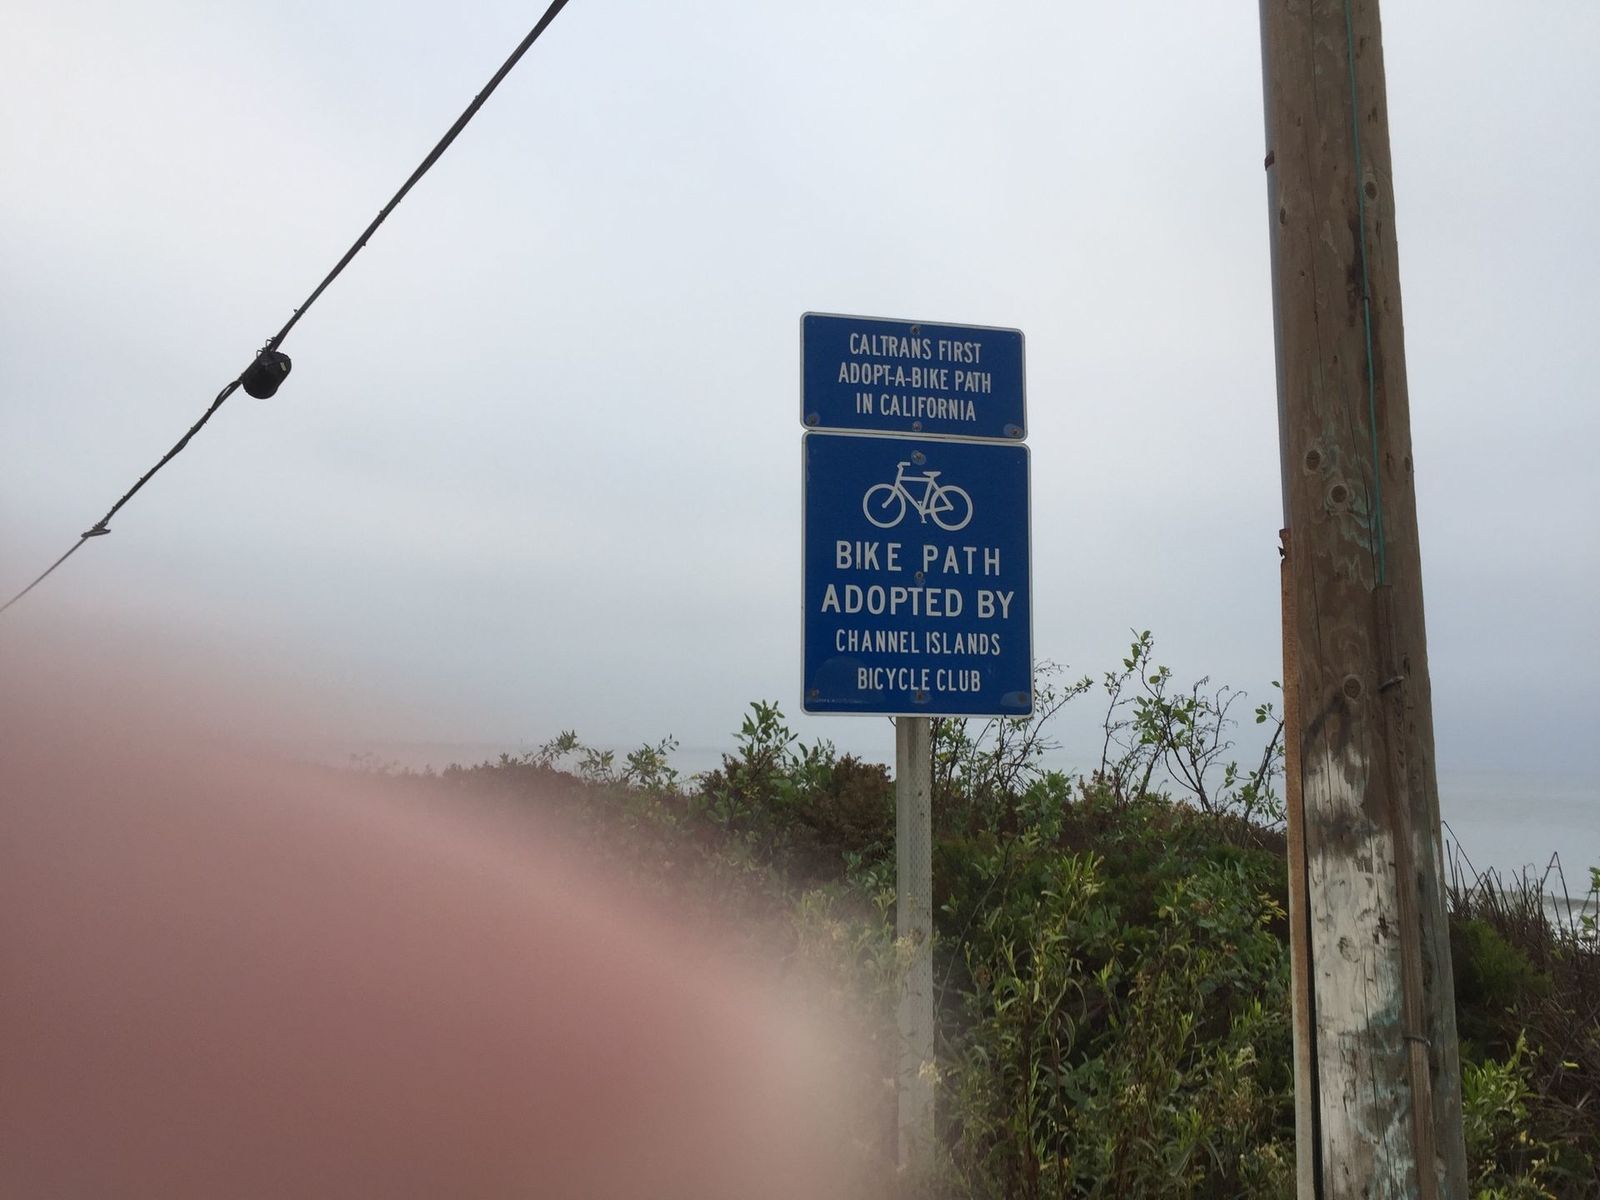 CALTRANS FIRST
ADOPT-A-BIKE PATH
IN CALIFORNIA
BIKE PATH
ADOPTED BY
CHANNEL ISLANDS
BICYCLE CLUB